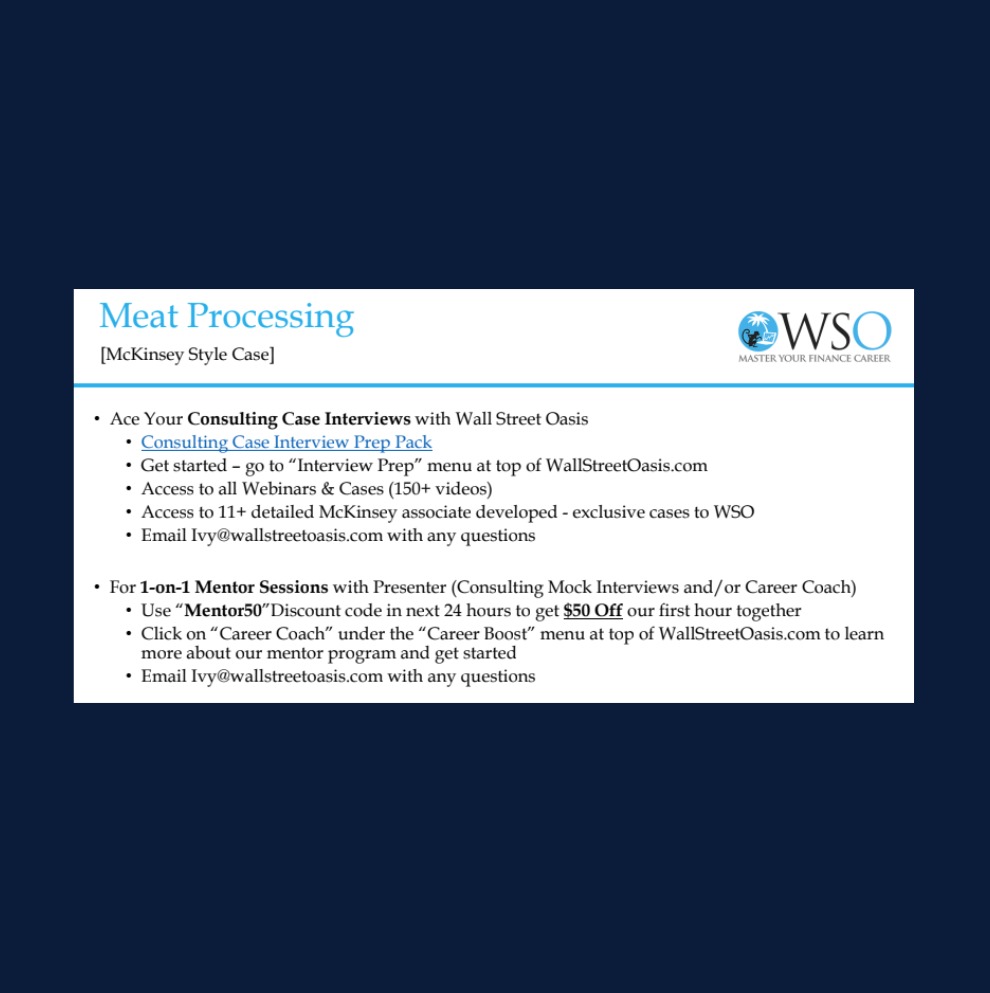 Meat Processing
[McKinsey Style Case]
WSO
MASTER YOUR FINANCE CAREER
• Ace Your Consulting Case Interviews with Wall Street Oasis
• Consulting Case Interview Prep Pack
• Get started – go to “Interview Prep” menu at top of WallStreetOasis.com
• Access to all Webinars & Cases (150+ videos)
• Access to 11+ detailed McKinsey associate developed - exclusive cases to WSO
• Email Ivy@wallstreetoasis.com with any questions
• For 1-on-1 Mentor Sessions with Presenter (Consulting Mock Interviews and/or Career Coach)
• Use “Mentor50”Discount code in next 24 hours to get $50 Off our first hour together
• Click on “Career Coach” under the “Career Boost” menu at top of WallStreetOasis.com to learn
more about our mentor program and get started
• Email Ivy@wallstreetoasis.com with any questions